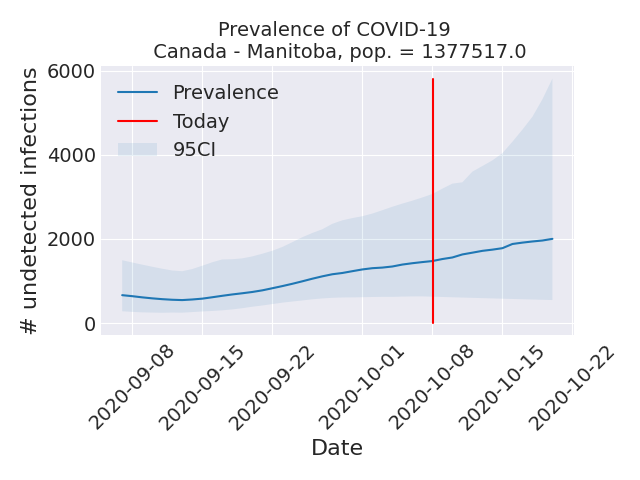 Prevalence of COVID-19
Canada - Manitoba, pop. = 1377517.0
# undetected infections
6000
4000
2000
0
Prevalence
Today
95CI
2020-09-08
2020-09-15
2020-09-22
2020-10-01
2020-10-08
2020-10-15
2020-10-22
Date